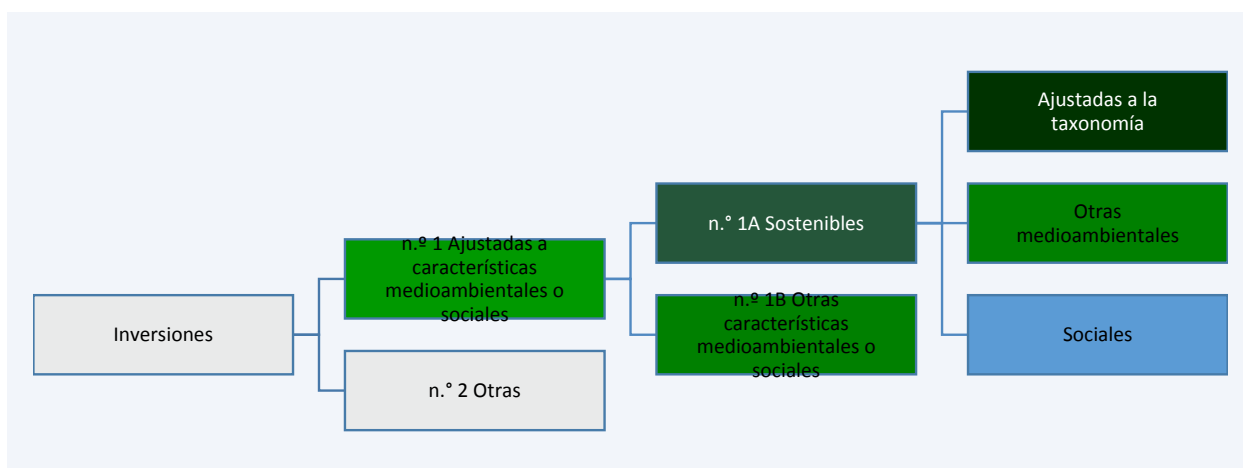 Inversiones
n.º 1 Ajustadas a
características
medioambientales o
sociales
n.° 2 Otras
n.° 1A Sostenibles
n.º 1B Otras
características
medioambientales o
sociales
Ajustadas a la
taxonomía
Otras
medioambientales
Sociales